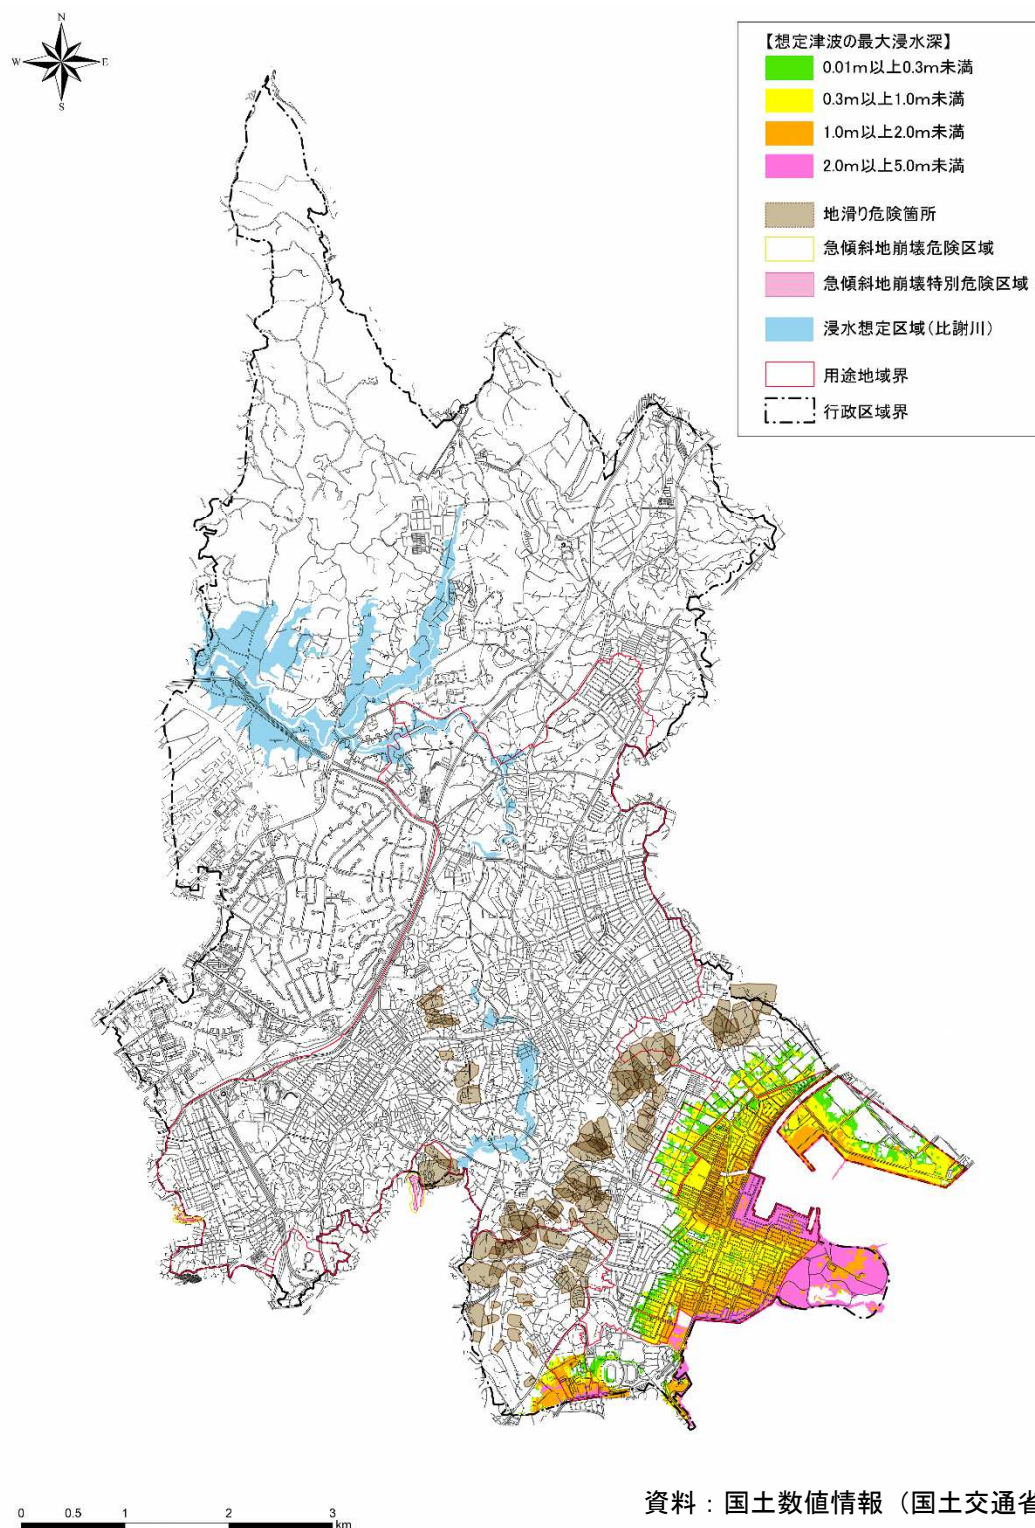 N
W
E
S
【想定津波の最大浸水深】
0.01m以上0.3m未満
0.3m以上1.0m未満
1.0m以上2.0m未満
2.0m以上5.0m未満
地滑り危険箇所
急傾斜地崩壊危険区域
急傾斜地崩壊特別危険区域
浸水想定区域(比謝川)
用途地域界
行政区域界
0 0.5 1 2 3
km
資料：国土数値情報（国土交通省